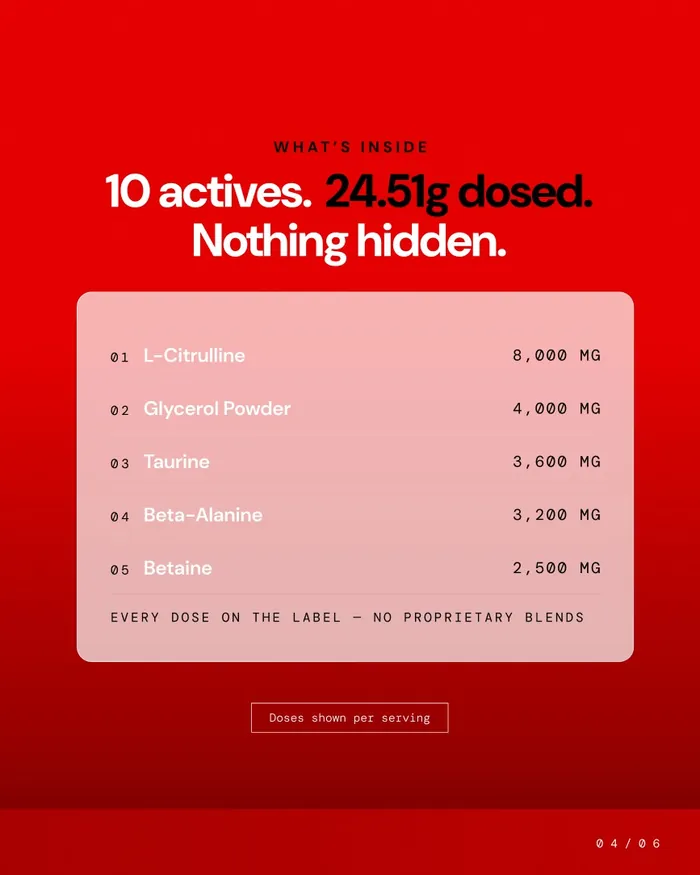 WHAT'S INSIDE
10 actives. 24.51g dosed.
Nothing hidden.
01 L-Citrulline 8,000 MG
02 Glycerol Powder 4,000 MG
03 Taurine 3,600 MG
04 Beta-Alanine 3,200 MG
05 Betaine 2,500 MG
EVERY DOSE ON THE LABEL — NO PROPRIETARY BLENDS
Doses shown per serving
04/06